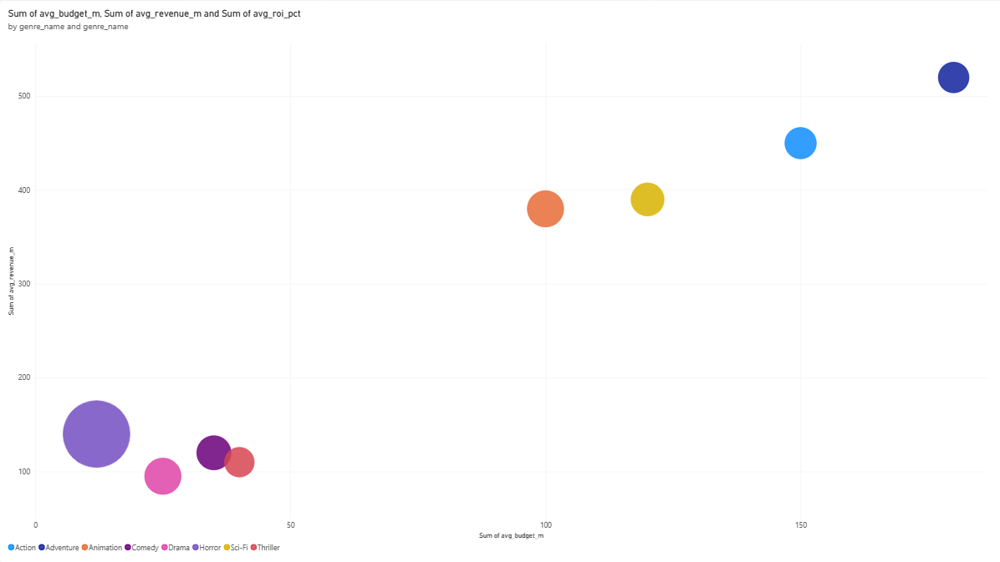 Sum of avg_budget_m, Sum of avg_revenue_m and Sum of avg_roi_pct
by genre_name and genre_name
500
400
300
200
100
Sum of avg_revenue_m
0
50
100
150
Sum of avg_budget_m
Action Adventure Animation Comedy Drama Horror Sci-Fi Thriller